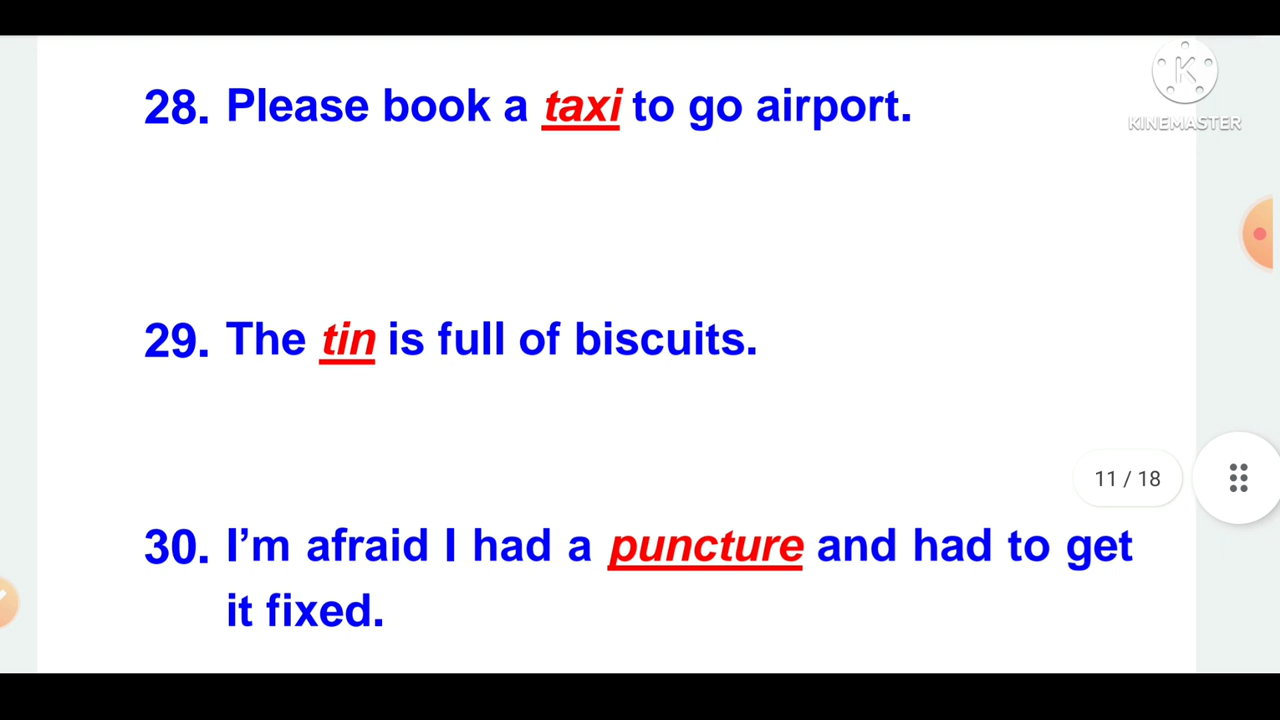 28. Please book a taxi to go airport.
KINEMASTER
29. The tin is full of biscuits.
11 / 18
30. I'm afraid I had a puncture and had to get
it fixed.